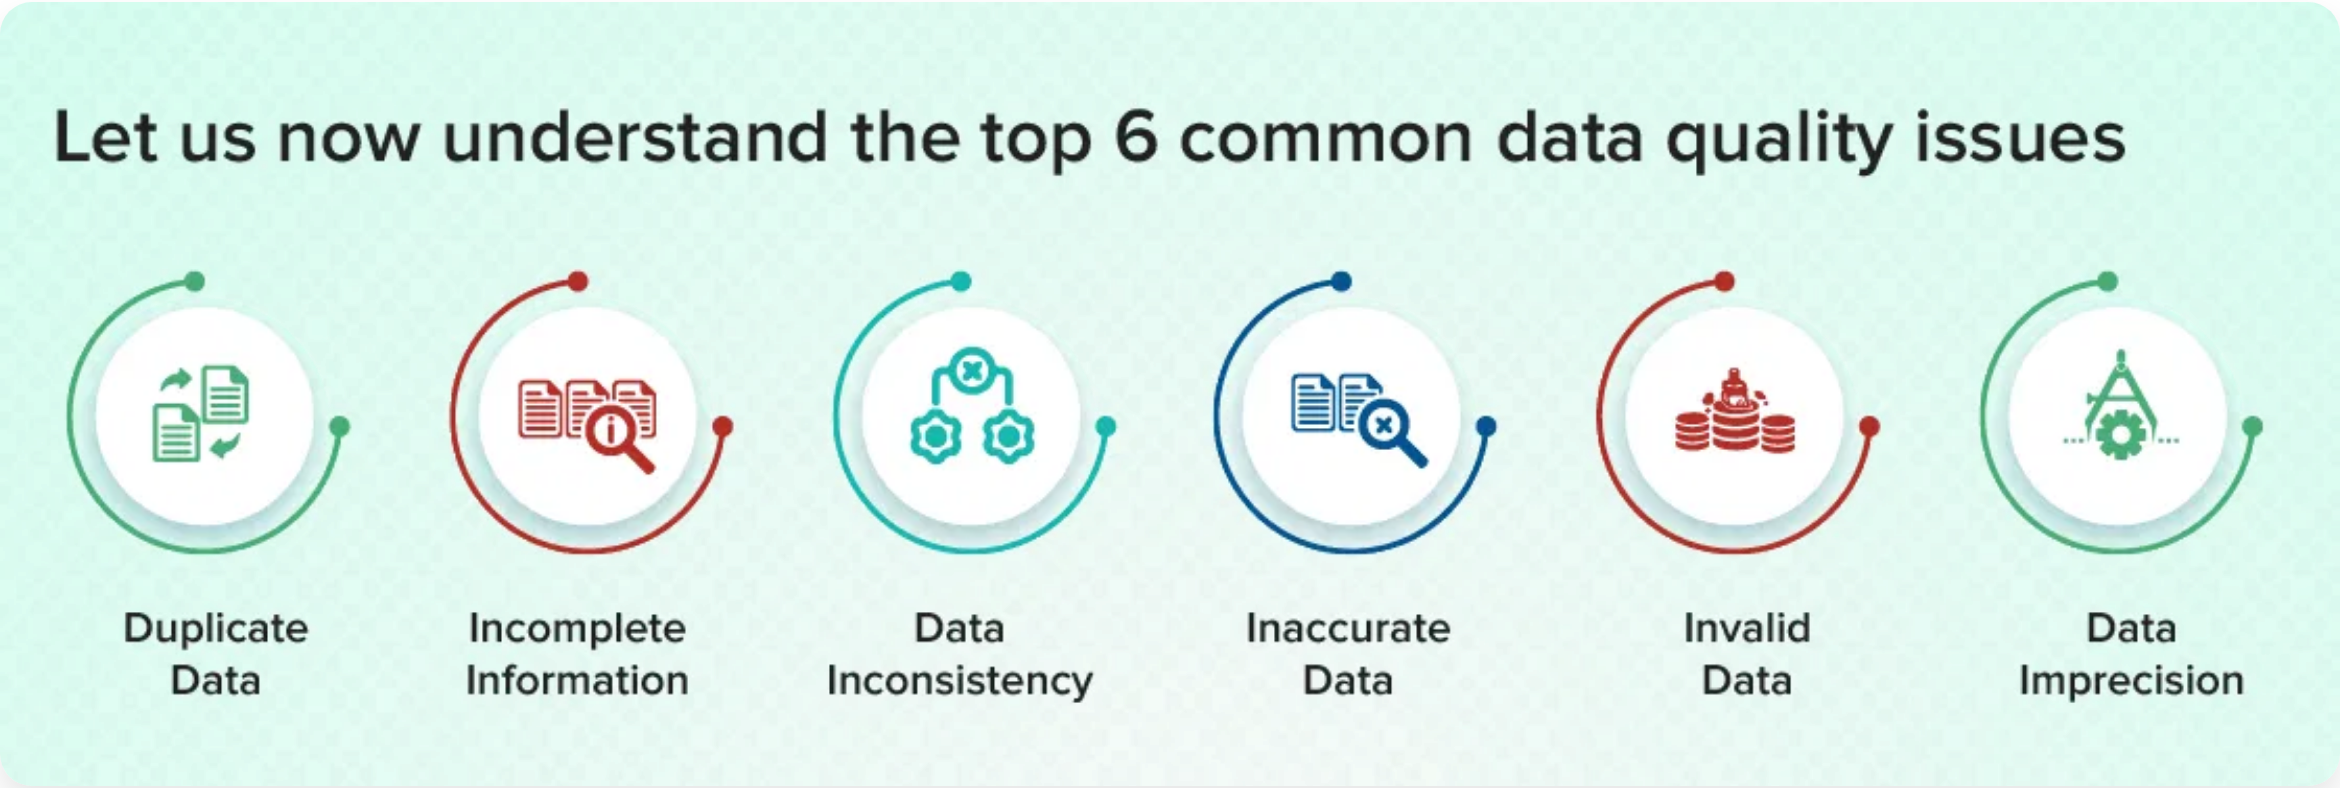 Let us now understand the top 6 common data quality issues
Duplicate
Data
Incomplete
Information
Data
Inconsistency
Inaccurate
Data
Invalid
Data
Data
Imprecision